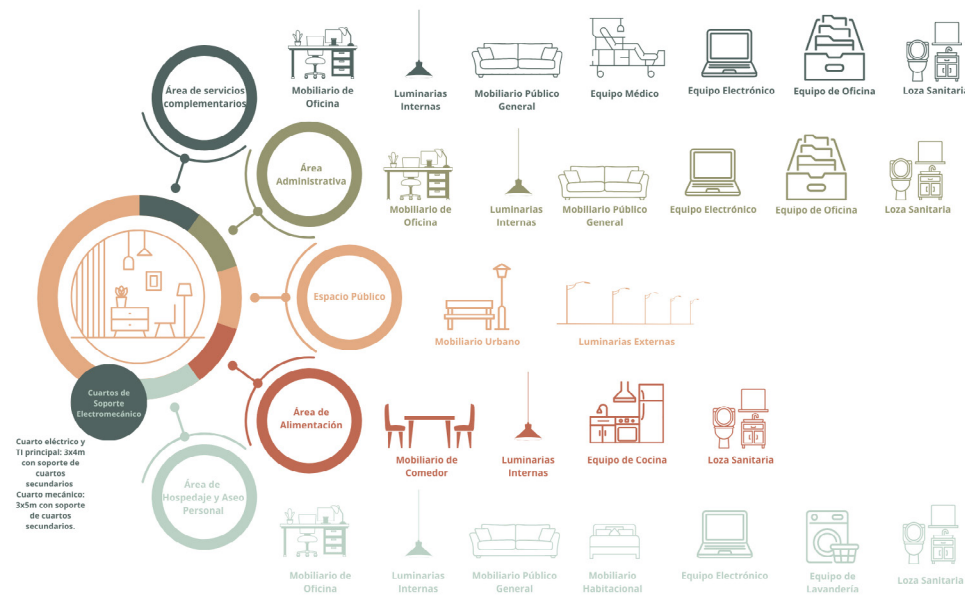 Área de servicios
complementarios
Mobiliario de
Oficina
Luminarias
Internas
Mobiliario Público
General
Equipo Médico
Equipo Electrónico
Equipo de Oficina
Loza Sanitaria
Área
Administrativa
Mobiliario de
Oficina
Luminarias
Internas
Mobiliario Público
General
Equipo Electrónico
Equipo de Oficina
Loza Sanitaria
Espacio Público
Mobiliario Urbano
Luminarias Externas
Área de
Alimentación
Mobiliario de
Comedor
Luminarias
Internas
Equipo de Cocina
Loza Sanitaria
Cuartos de
Soporte
Electromecánico
Cuarto eléctrico y
TI principal: 3x4m
con soporte de
cuartos
secundarios
Cuarto mecánico:
3x5m con soporte
de cuartos
secundarios.
Área de
Hospedaje y Aseo
Personal
Mobiliario de
Oficina
Luminarias
Internas
Mobiliario Público
General
Mobiliario
Habitacional
Equipo Electrónico
Equipo de
Lavandería
Loza Sanitaria